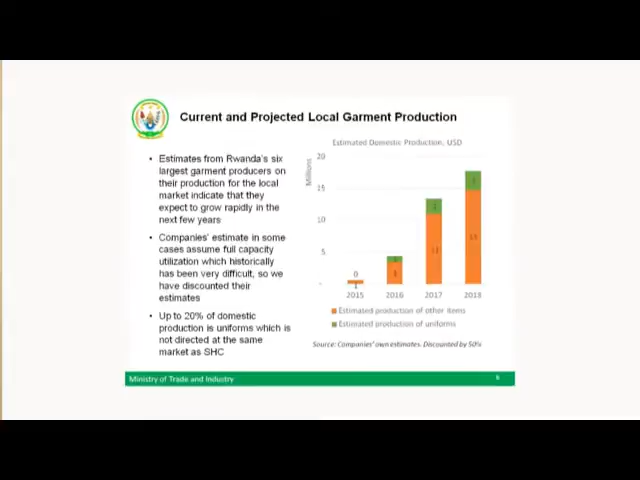 Current and Projected Local Garment Production
• Estimates from Rwanda's six
largest garment producers on
their production for the local
market indicate that they
expect to grow rapidly in the
next few years
• Companies' estimate in some
cases assume full capacity
utilization which historically
has been very difficult, so we
have discounted their
estimates
• Up to 20% of domestic
production is uniforms which is
not directed at the same
market as SHC
Estimated Domestic Production, USD
Millions
20
15
10
5
-
0
1
3
11
15
2015 2016 2017 2018
Estimated production of other items
Estimated production of uniforms
Source: Companies' own estimates. Discounted by 50%
Ministry of Trade and Industry